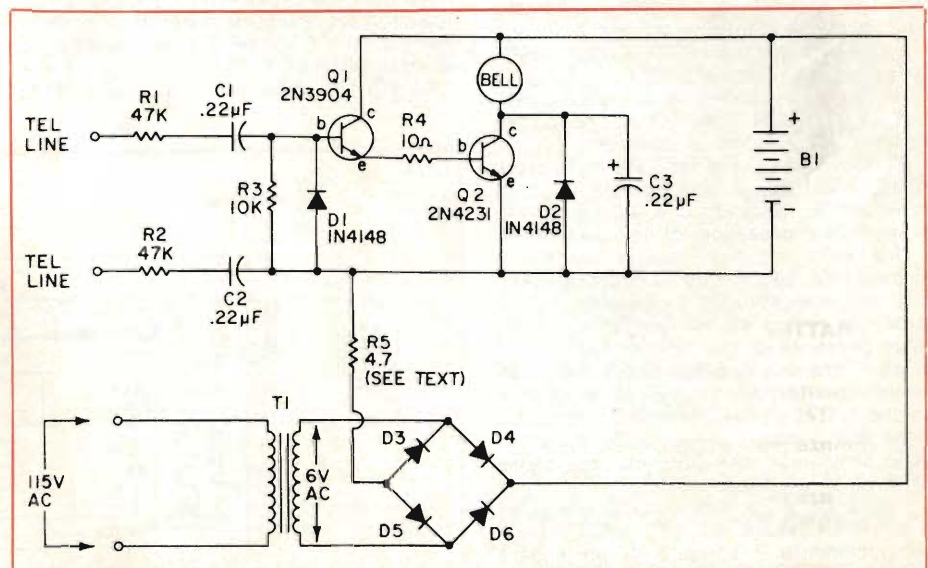 Q1
2N3904
C1
.22µF
R1
47K
TEL
LINE
b
c
e
R4
10Ω
b
c
e
BELL
+
B1
-
Q2
2N4231
D2
1N4148
+
C3
.22µF
R3
10K
D1
1N4148
R2
47K
TEL
LINE
C2
.22µF
R5
4.7
(SEE TEXT)
T1
115V
AC
6V
AC
D3
D4
D5
D6